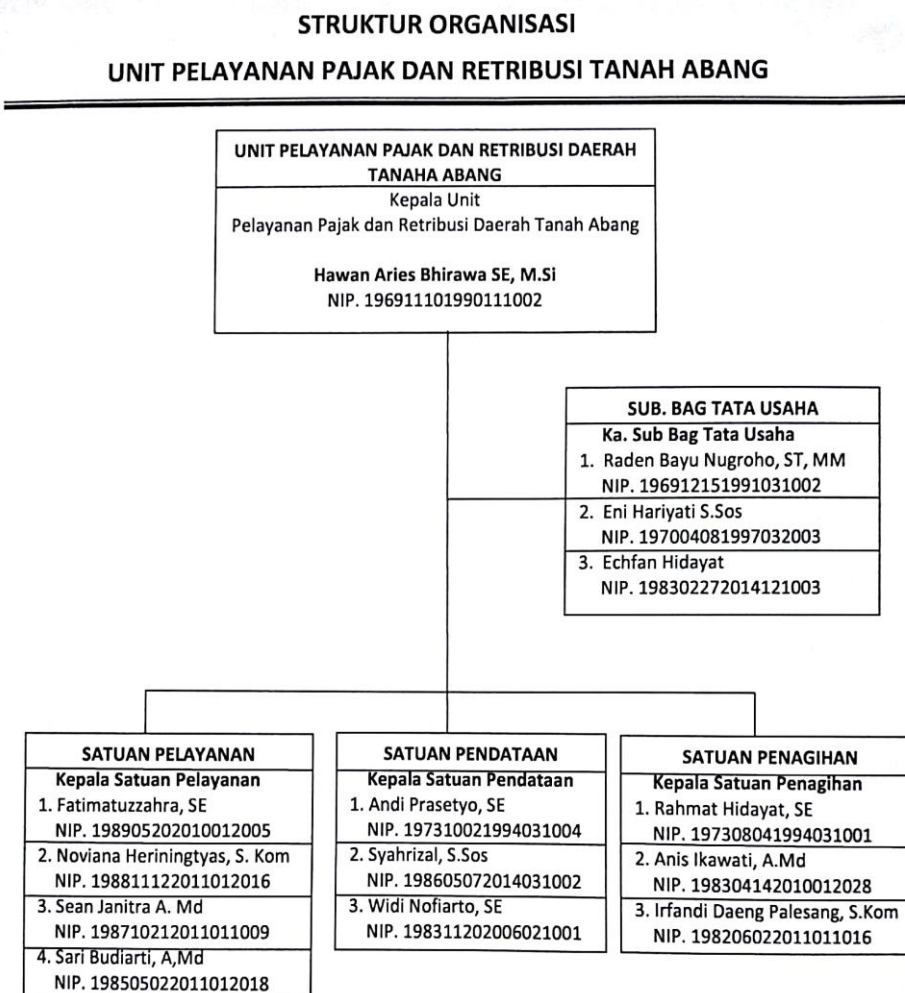 STRUKTUR ORGANISASI
UNIT PELAYANAN PAJAK DAN RETRIBUSI TANAH ABANG
UNIT PELAYANAN PAJAK DAN RETRIBUSI DAERAH
TANAHA ABANG
Kepala Unit
Pelayanan Pajak dan Retribusi Daerah Tanah Abang
Hawan Aries Bhirawa SE, M.Si
NIP. 196911101990111002
SUB. BAG TATA USAHA
Ka. Sub Bag Tata Usaha
1. Raden Bayu Nugroho, ST, MM
NIP. 196912151991031002
2. Eni Hariyati S.Sos
NIP. 197004081997032003
3. Echfan Hidayat
NIP. 198302272014121003
SATUAN PELAYANAN
Kepala Satuan Pelayanan
1. Fatimatuzzahra, SE
NIP. 198905202010012005
2. Noviana Heriningtyas, S. Kom
NIP. 198811122011012016
3. Sean Janitra A. Md
NIP. 198710212011011009
4. Sari Budiarti, A,Md
NIP. 198505022011012018
SATUAN PENDATAAN
Kepala Satuan Pendataan
1. Andi Prasetyo, SE
NIP. 197310021994031004
2. Syahrizal, S.Sos
NIP. 198605072014031002
3. Widi Nofiarto, SE
NIP. 198311202006021001
SATUAN PENAGIHAN
Kepala Satuan Penagihan
1. Rahmat Hidayat, SE
NIP. 197308041994031001
2. Anis Ikawati, A.Md
NIP. 198304142010012028
3. Irfandi Daeng Palesang, S.Kom
NIP. 198206022011011016